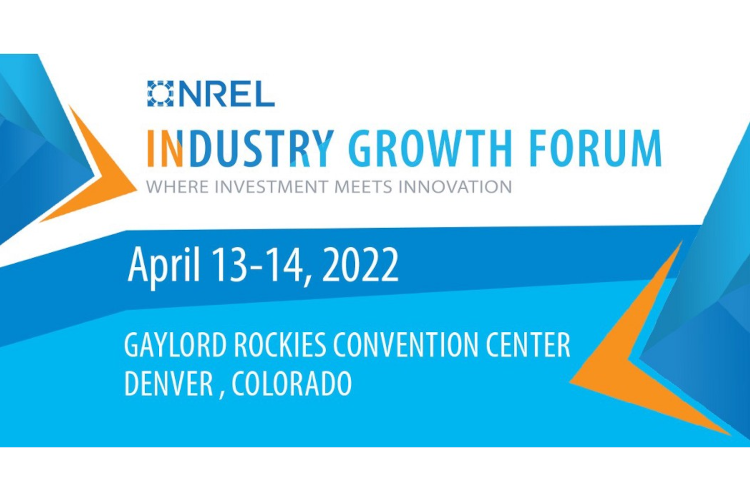 NREL
INDUSTRY GROWTH FORUM
WHERE INVESTMENT MEETS INNOVATION
April 13-14, 2022
GAYLORD ROCKIES CONVENTION CENTER
DENVER , COLORADO